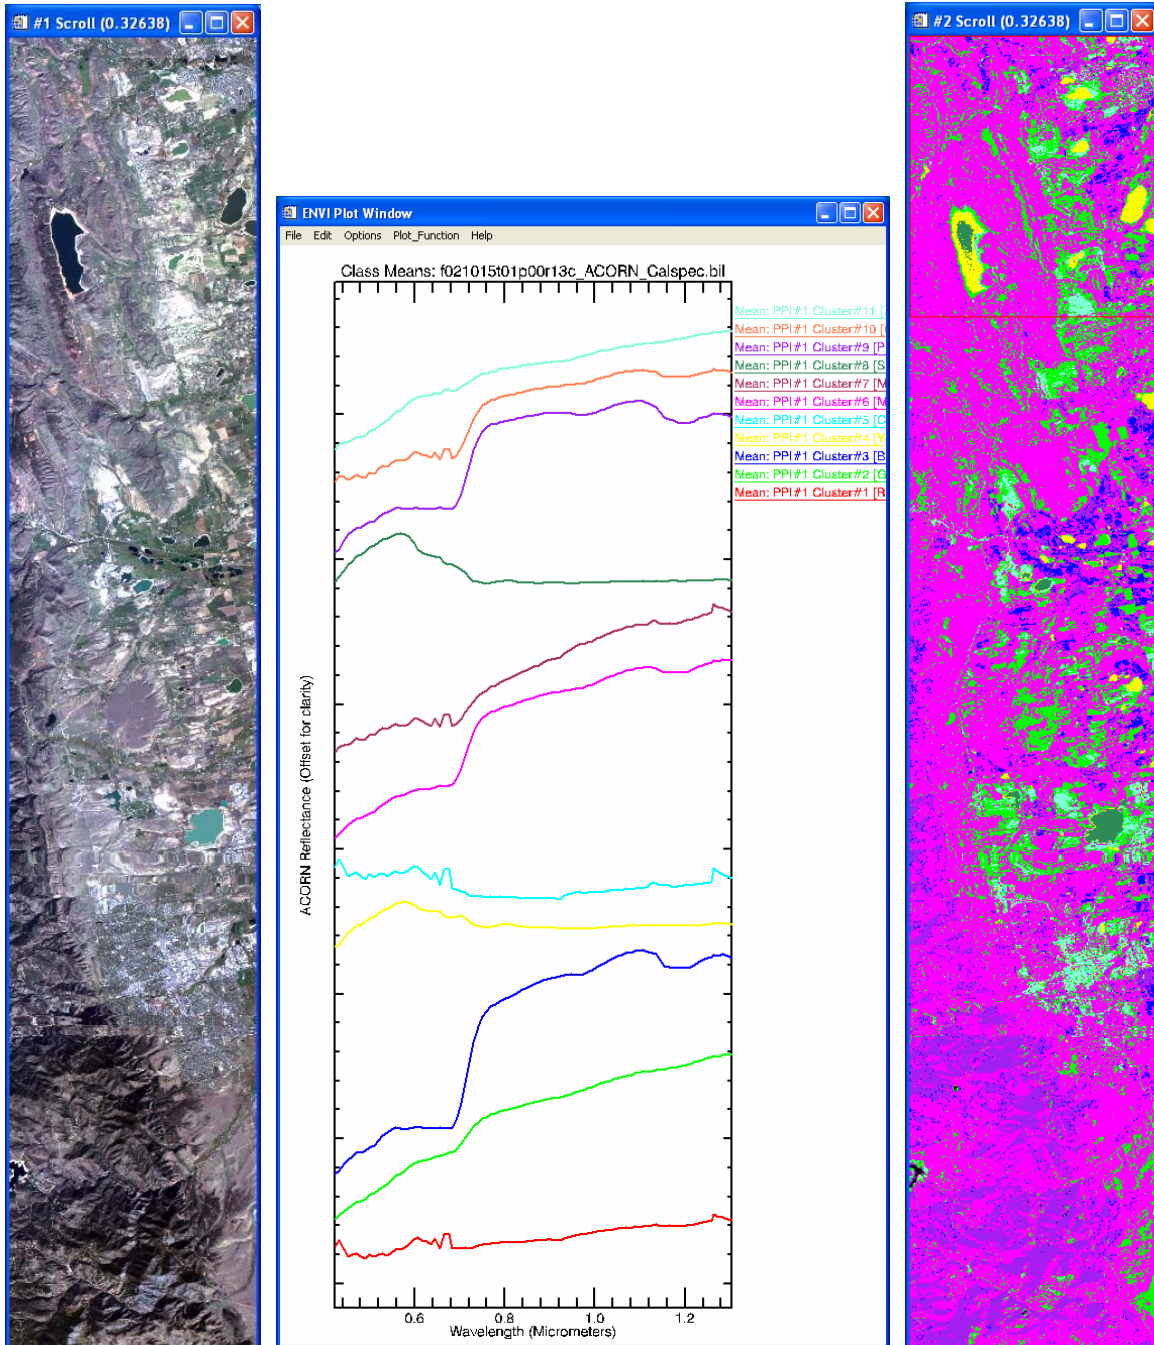 #1 Scroll (0.32638)
#2 Scroll (0.32638)
ENVI Plot Window
File Edit Options Plot_Function Help
Class Means: f021015t01p00r13c_ACORN_Galspec.bil
Mean: PPI#1 Cluster#11 [
Mean: PPI#1 Cluster#10 [
Mean: PPI#1 Cluster#9 [P
Mean: PPI#1 Cluster#8 [S
Mean: PPI#1 Cluster#7 [M
Mean: PPI#1 Cluster#6 [M
Mean: PPI#1 Cluster#5 [C
Mean: PPI#1 Cluster#4 [Y
Mean: PPI#1 Cluster#3 [B
Mean: PPI#1 Cluster#2 [G
Mean: PPI#1 Cluster#1 [R
ACORN Reflectance (Offset for clarity)
0.6 0.8 1.0 1.2
Wavelength (Micrometers)